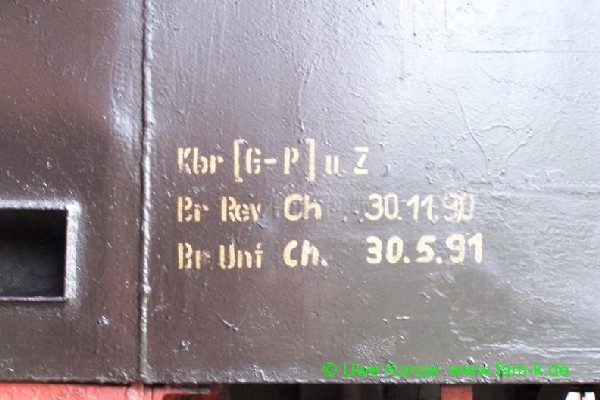 Kbr [G-P] u Z
Br Rev Ch . 30.11.90
Br Unt Ch. 30.5.91
© Uwe Kunze www.fam-k.de